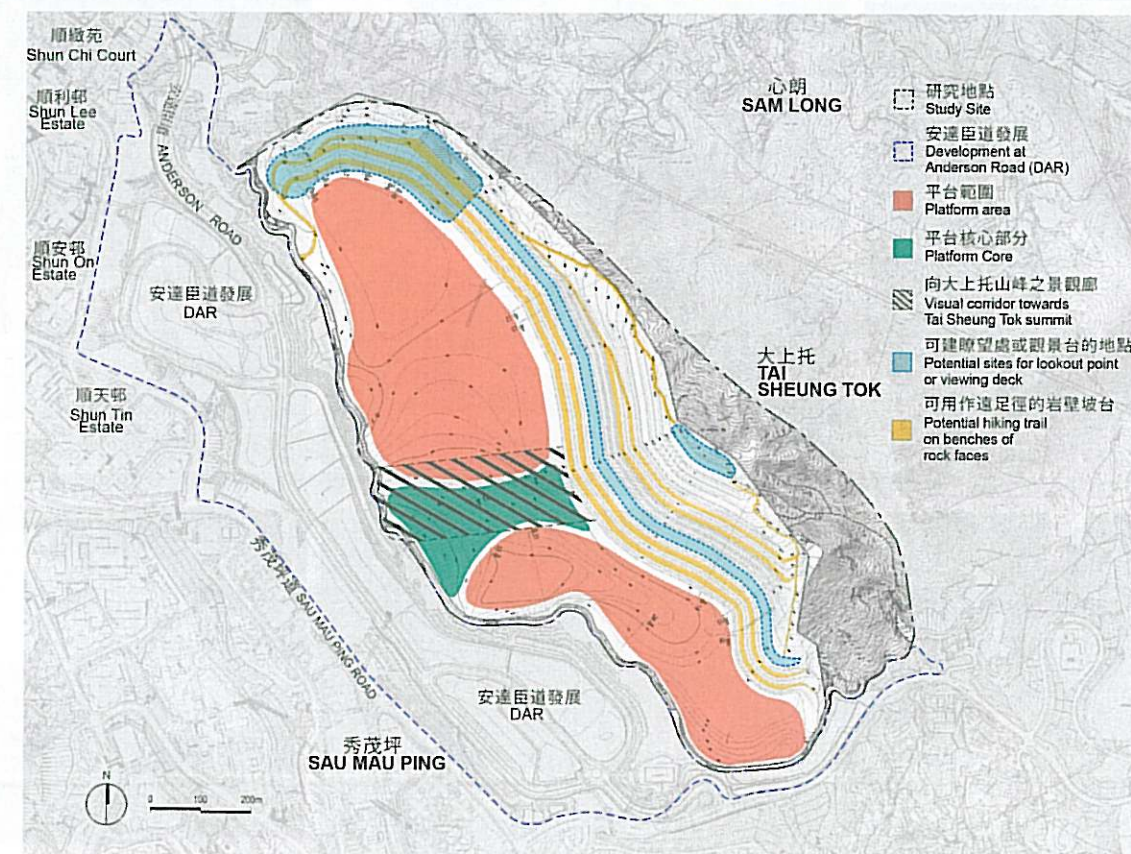 順緻苑
Shun Chi Court
順利邨
Shun Lee
Estate
ANDERSON ROAD
順安邨
Shun On
Estate
安達臣道發展
DAR
順天邨
Shun Tin
Estate
秀茂坪道 SAU MAU PING ROAD
秀茂坪
SAU MAU PING
安達臣道發展
DAR
心朗
SAM LONG
大上托
TAI
SHEUNG TOK
研究地點
Study Site
安達臣道發展
Development at
Anderson Road (DAR)
平台範圍
Platform area
平台核心部分
Platform Core
向大上托山峰之景觀廊
Visual corridor towards
Tai Sheung Tok summit
可建瞭望處或觀景台的地點
Potential sites for lookout point
or viewing deck
可用作遠足徑的岩壁坡台
Potential hiking trail
on benches of
rock faces
N
0 100 200m